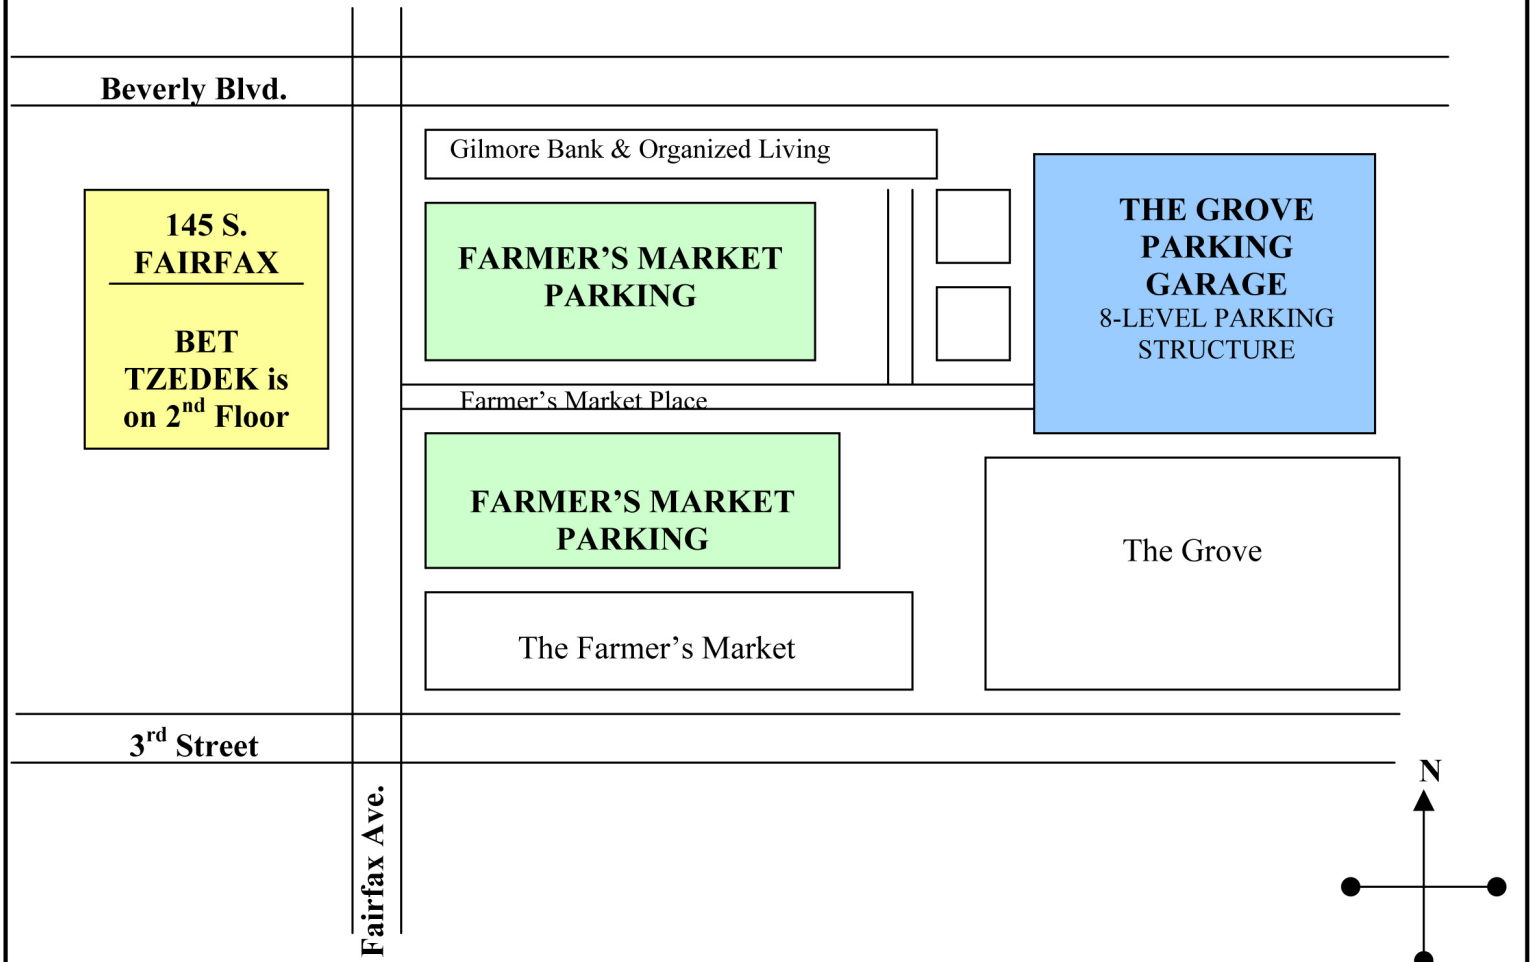 Beverly Blvd.
Gilmore Bank & Organized Living
145 S.
FAIRFAX
BET
TZEDEK is
on 2nd Floor
FARMER’S MARKET
PARKING
THE GROVE
PARKING
GARAGE
8-LEVEL PARKING
STRUCTURE
Farmer’s Market Place
FARMER’S MARKET
PARKING
The Grove
The Farmer’s Market
3rd Street
Fairfax Ave.
N